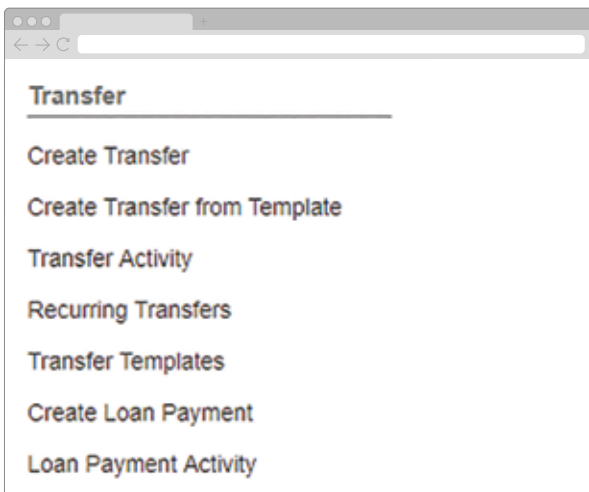 Transfer
Create Transfer
Create Transfer from Template
Transfer Activity
Recurring Transfers
Transfer Templates
Create Loan Payment
Loan Payment Activity